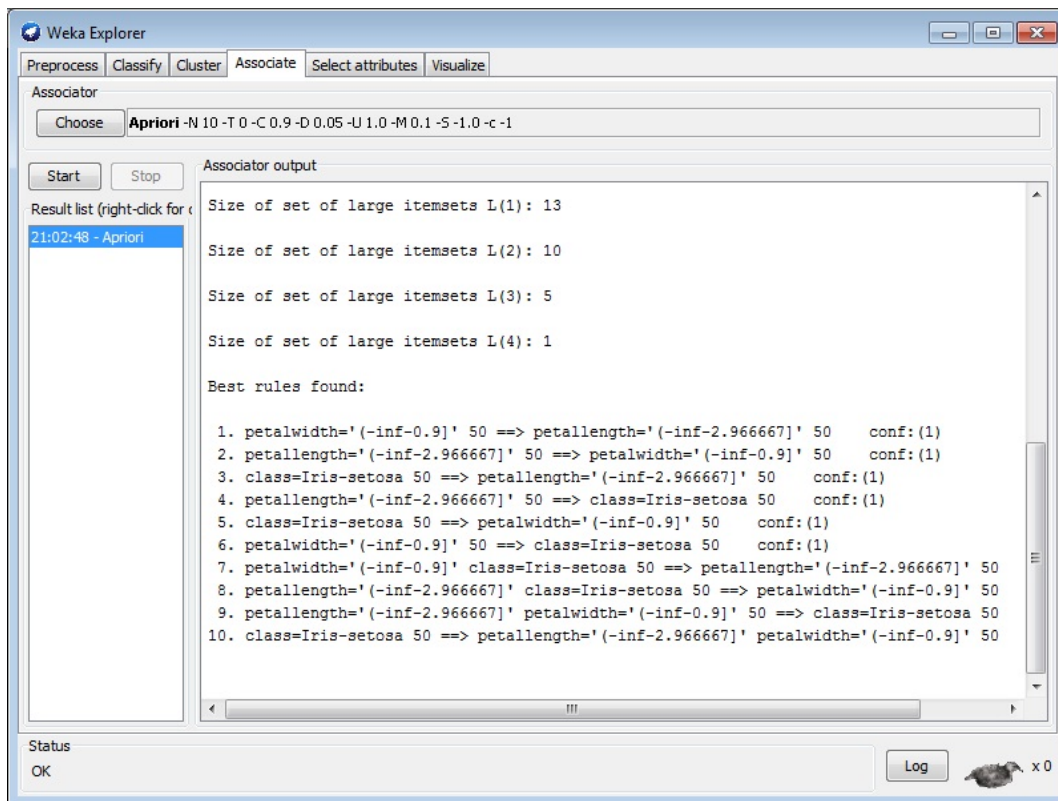 Weka Explorer
Preprocess Classify Cluster Associate Select attributes Visualize
Associator
Choose Apriori -N 10 -T 0 -C 0.9 -D 0.05 -U 1.0 -M 0.1 -S -1.0 -c -1
Start Stop
Result list (right-click for
21:02:48 - Apriori
Associator output
Size of set of large itemsets L(1): 13
Size of set of large itemsets L(2): 10
Size of set of large itemsets L(3): 5
Size of set of large itemsets L(4): 1
Best rules found:
1. petalwidth='(-inf-0.9]' 50 ==> petallength='(-inf-2.966667]' 50 conf:(1)
2. petallength='(-inf-2.966667]' 50 ==> petalwidth='(-inf-0.9]' 50 conf:(1)
3. class=Iris-setosa 50 ==> petallength='(-inf-2.966667]' 50 conf:(1)
4. petallength='(-inf-2.966667]' 50 ==> class=Iris-setosa 50 conf:(1)
5. class=Iris-setosa 50 ==> petalwidth='(-inf-0.9]' 50 conf:(1)
6. petalwidth='(-inf-0.9]' 50 ==> class=Iris-setosa 50 conf:(1)
7. petalwidth='(-inf-0.9]' class=Iris-setosa 50 ==> petallength='(-inf-2.966667]' 50
8. petallength='(-inf-2.966667]' class=Iris-setosa 50 ==> petalwidth='(-inf-0.9]' 50
9. petallength='(-inf-2.966667]' petalwidth='(-inf-0.9]' 50 ==> class=Iris-setosa 50
10. class=Iris-setosa 50 ==> petallength='(-inf-2.966667]' petalwidth='(-inf-0.9]' 50
Status
OK
Log
x 0